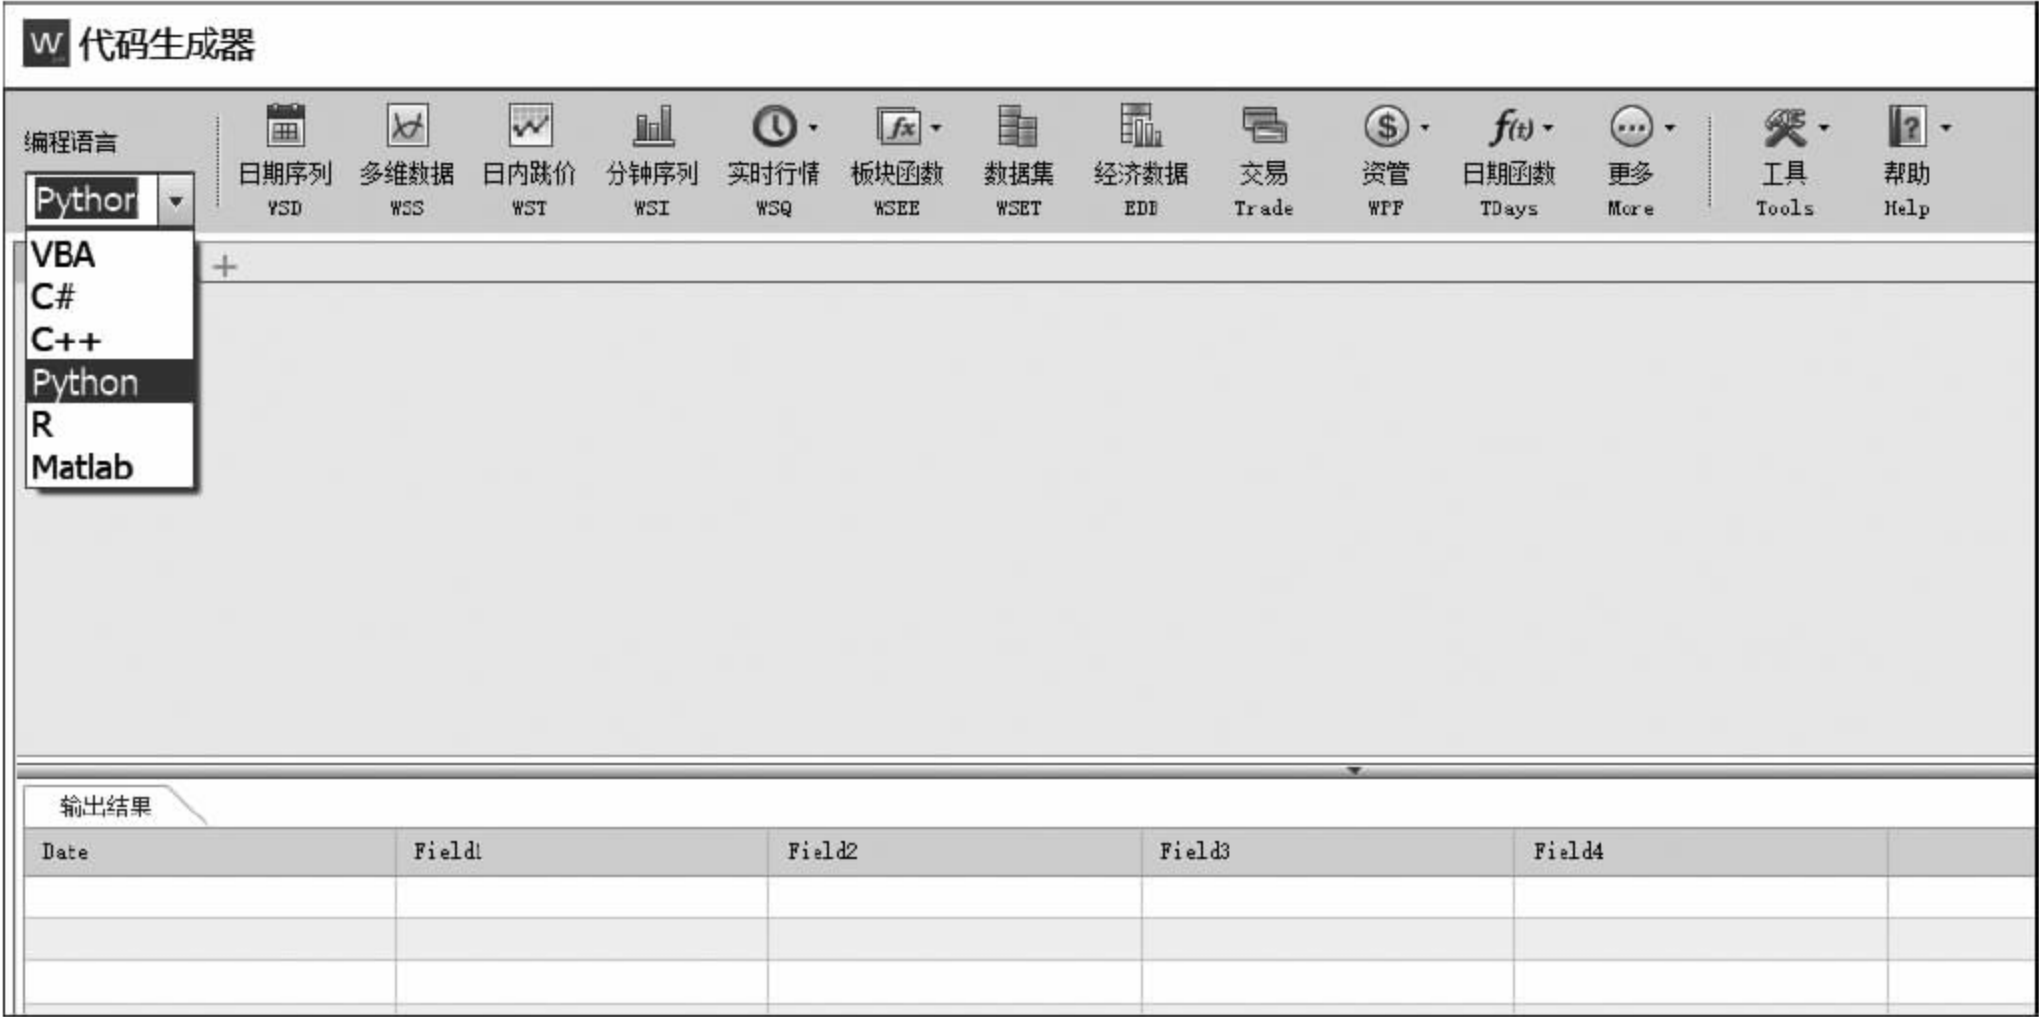 W 代码生成器
编程语言
Python
日期序列 多维数据 日内跳价 分钟序列 实时行情 板块函数 数据集 经济数据 交易 资管 日期函数 更多 工具 帮助
WSD WSS WST WSI WSQ WSEE WSET EDB Trade WPF TDays More Tools Help
VBA
C#
C++
Python
R
Matlab
输出结果
Date Field1 Field2 Field3 Field4